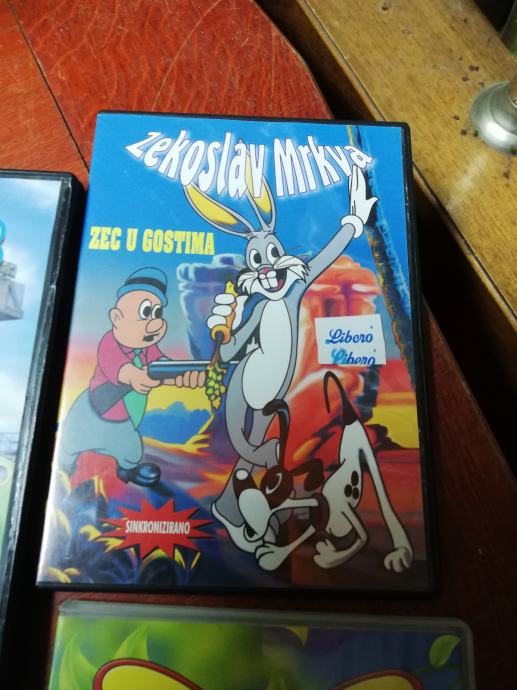 Zekoslav Mrkva
ZEC U GOSTIMA
Libero
Libero
SINKRONIZIRANO